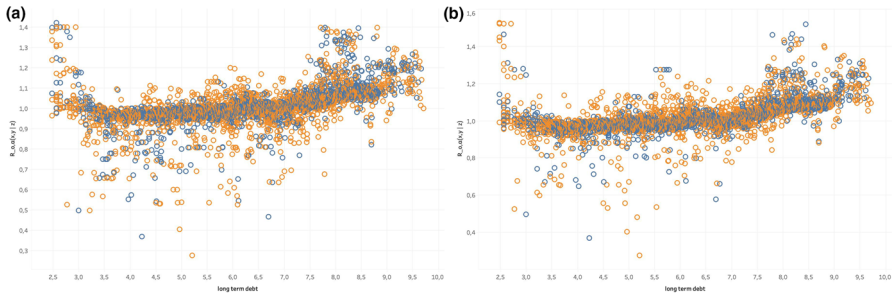 (a)
R_α,α(x,y | z)
1,4
1,3
1,2
1,1
1,0
0,9
0,8
0,7
0,6
0,5
0,4
0,3
2,5 3,0 3,5 4,0 4,5 5,0 5,5 6,0 6,5 7,0 7,5 8,0 8,5 9,0 9,5 10,0
long term debt
(b)
R_α,α(x,y | z)
1,6
1,4
1,2
1,0
0,8
0,6
0,4
2,5 3,0 3,5 4,0 4,5 5,0 5,5 6,0 6,5 7,0 7,5 8,0 8,5 9,0 9,5 10,0
long term debt